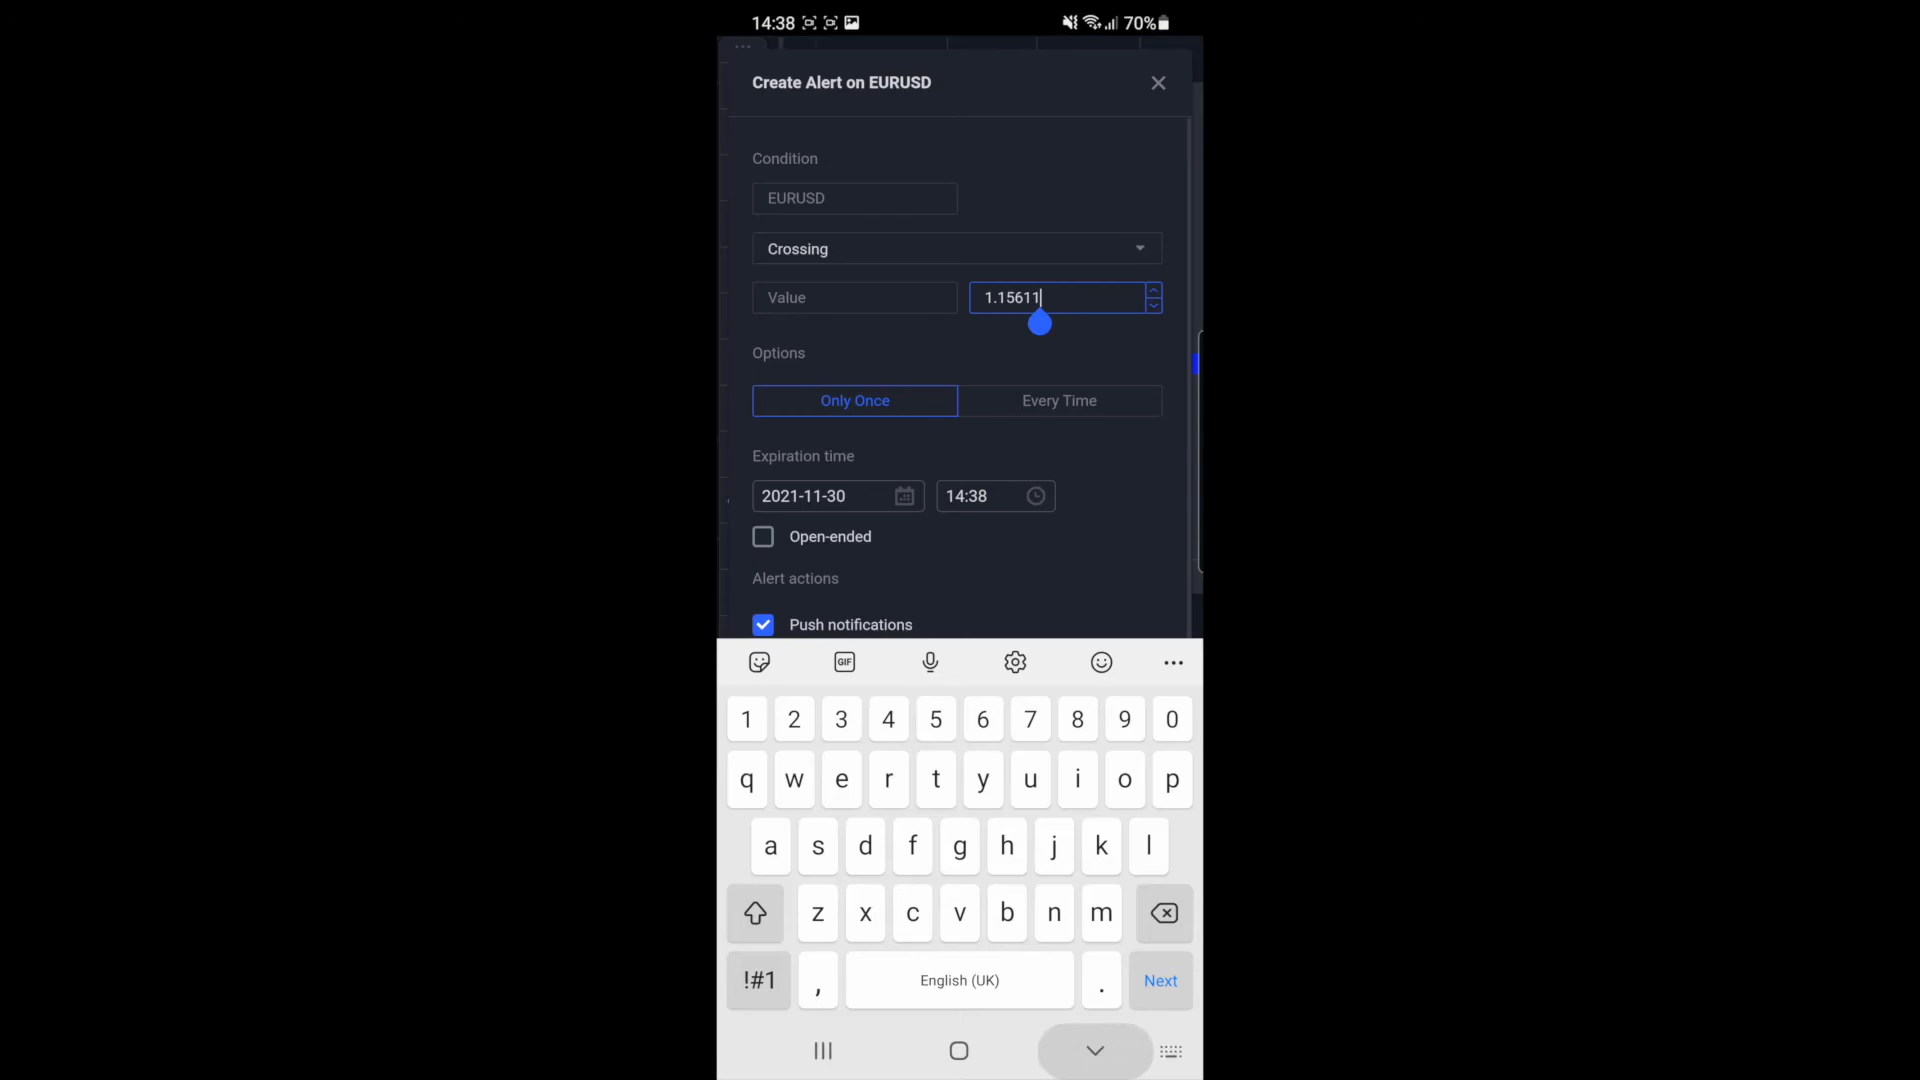 14:38 70%
Create Alert on EURUSD
Condition
EURUSD
Crossing
Value 1.15611
Options
Only Once Every Time
Expiration time
2021-11-30 14:38
Open-ended
Alert actions
Push notifications
GIF
1 2 3 4 5 6 7 8 9 0
q w e r t y u i o p
a s d f g h j k l
z x c v b n m
!#1 , English (UK) . Next